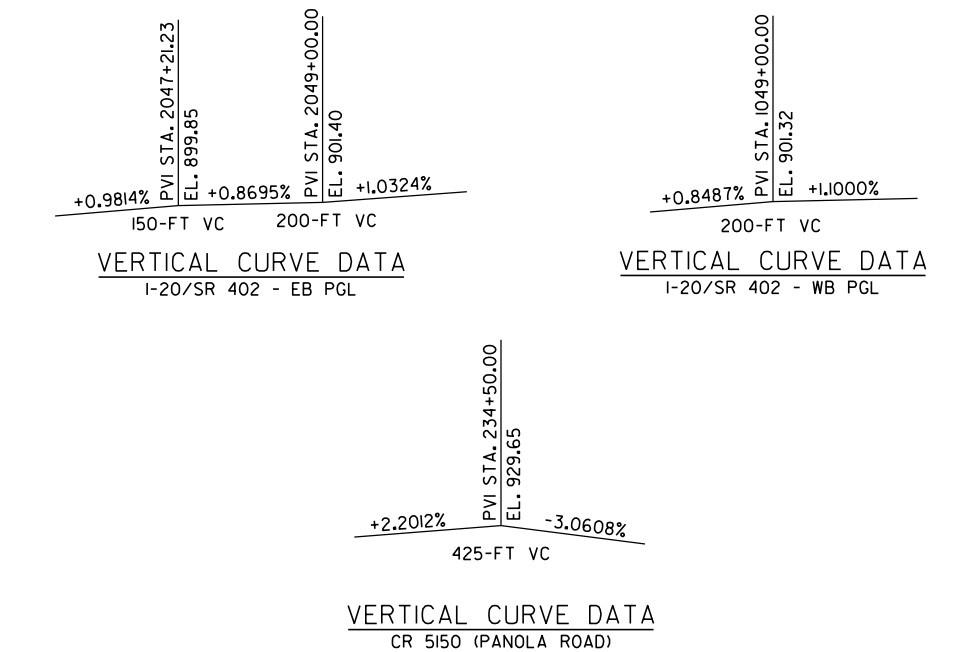 PVI STA. 2047+21.23
EL. 899.85
PVI STA. 2049+00.00
EL. 901.40
+0.9814%
+0.8695%
+1.0324%
150-FT VC
200-FT VC
VERTICAL CURVE DATA
I-20/SR 402 - EB PGL
PVI STA. 1049+00.00
EL. 901.32
+0.8487%
+1.1000%
200-FT VC
VERTICAL CURVE DATA
I-20/SR 402 - WB PGL
PVI STA. 234+50.00
EL. 929.65
+2.2012%
-3.0608%
425-FT VC
VERTICAL CURVE DATA
CR 5150 (PANOLA ROAD)